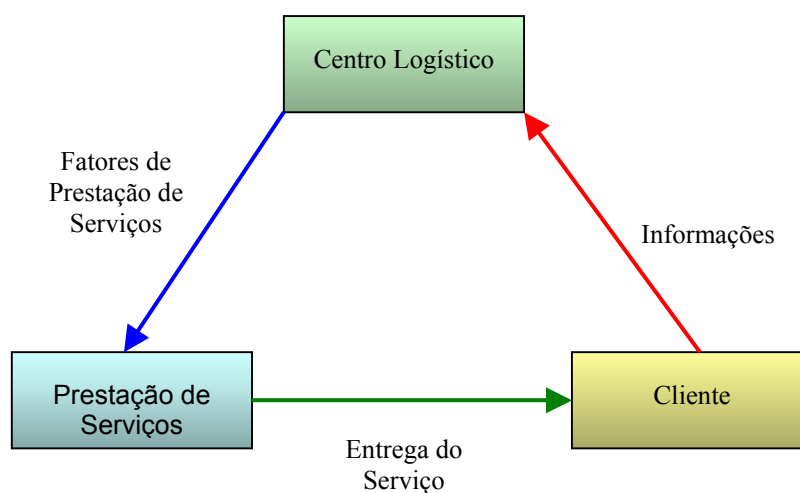 Centro Logístico
Fatores de
Prestação de
Serviços
Informações
Prestação de
Serviços
Cliente
Entrega do
Serviço